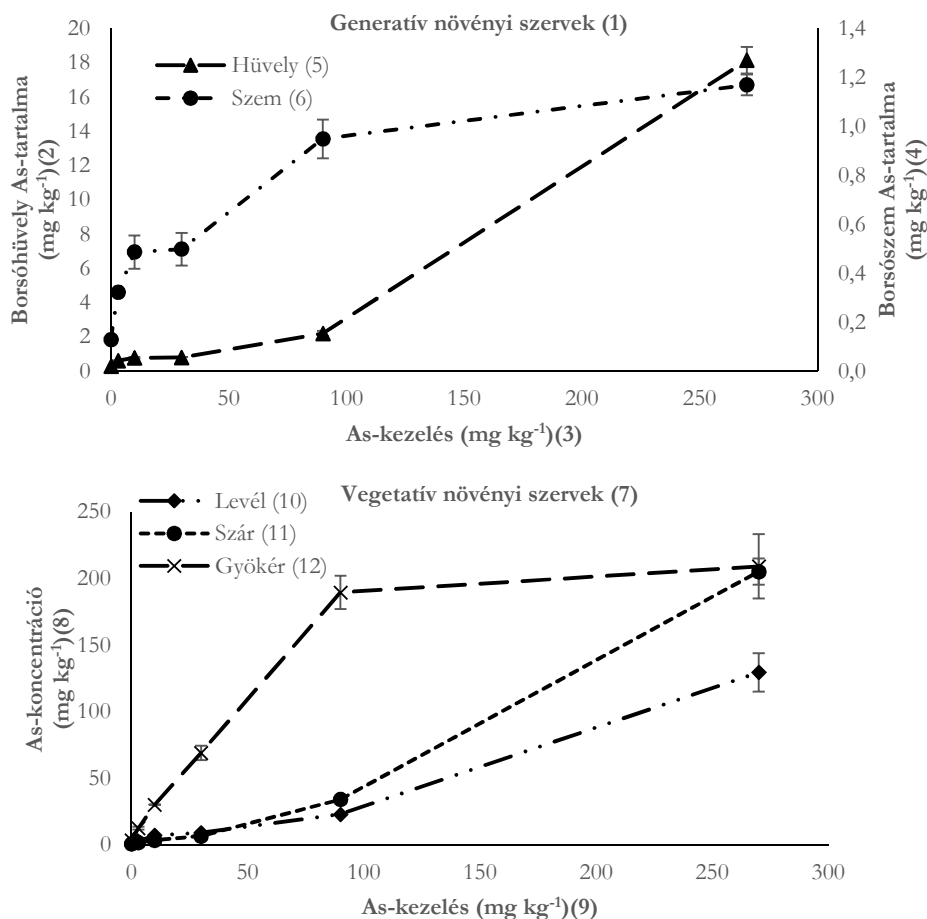 Generatív növényi szervek (1)
Hüvely (5)
Szem (6)
Borsóhüvely As-tartalma
(mg kg-1)(2)
20
18
16
14
12
10
8
6
4
2
0
1,4
1,2
1,0
0,8
0,6
0,4
0,2
0,0
Borsószem As-tartalma
(mg kg-1)(4)
0 50 100 150 200 250 300
As-kezelés (mg kg-1)(3)
Vegetatív növényi szervek (7)
Levél (10)
Szár (11)
Gyökér (12)
As-koncentráció
(mg kg-1)(8)
250
200
150
100
50
0
0 50 100 150 200 250 300
As-kezelés (mg kg-1)(9)